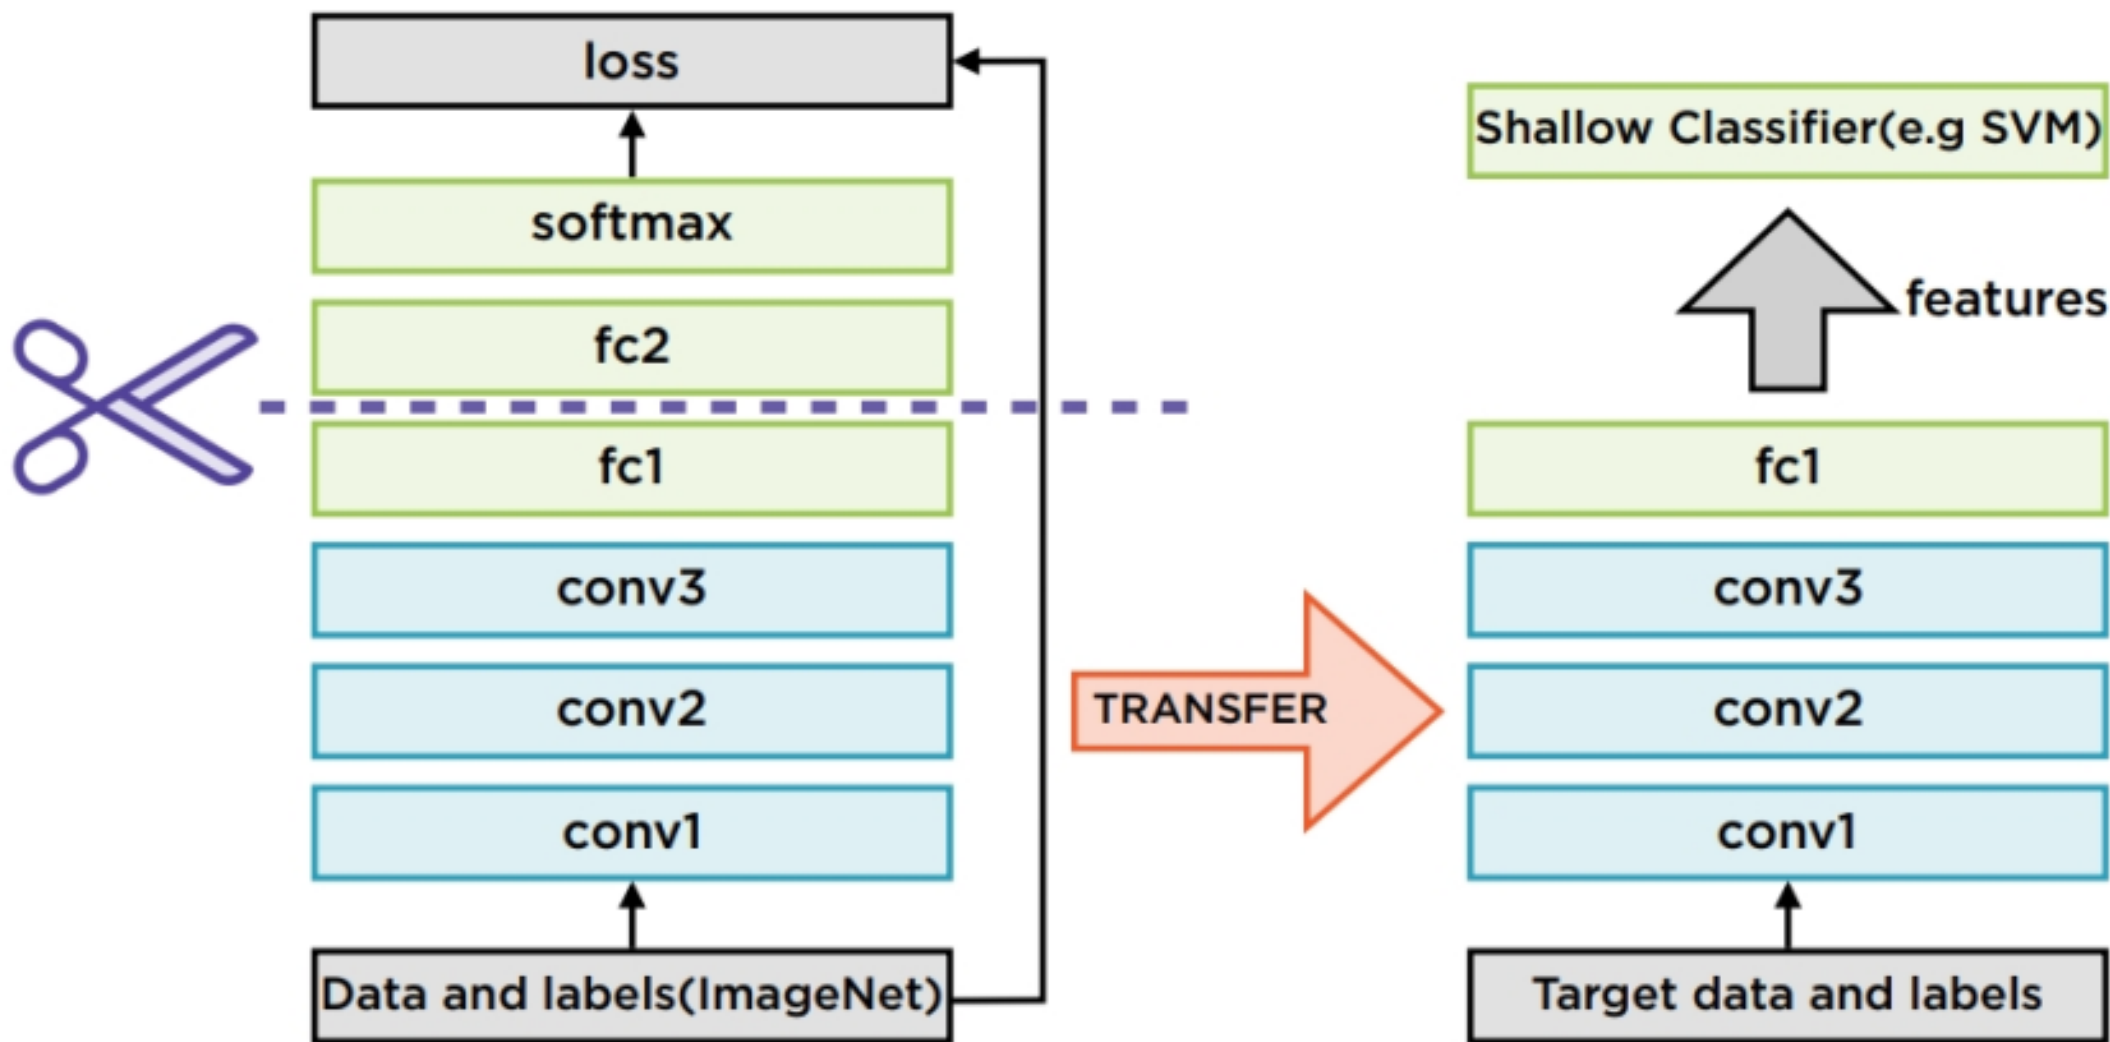 loss
softmax
fc2
fc1
conv3
conv2
conv1
Data and labels(ImageNet)
TRANSFER
Shallow Classifier(e.g SVM)
features
fc1
conv3
conv2
conv1
Target data and labels